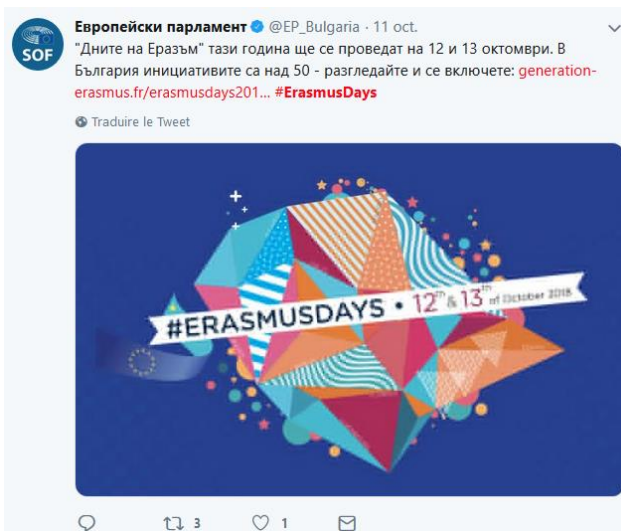 SOF
Европейски парламент @EP_Bulgaria · 11 oct.
"Дните на Еразъм" тази година ще се проведат на 12 и 13 октомври. В
България инициативите са над 50 - разгледайте и се включете: generation-
erasmus.fr/erasmusdays201... #ErasmusDays
Traduire le Tweet
#ERASMUSDAYS • 12th & 13th of October 2018
3 1